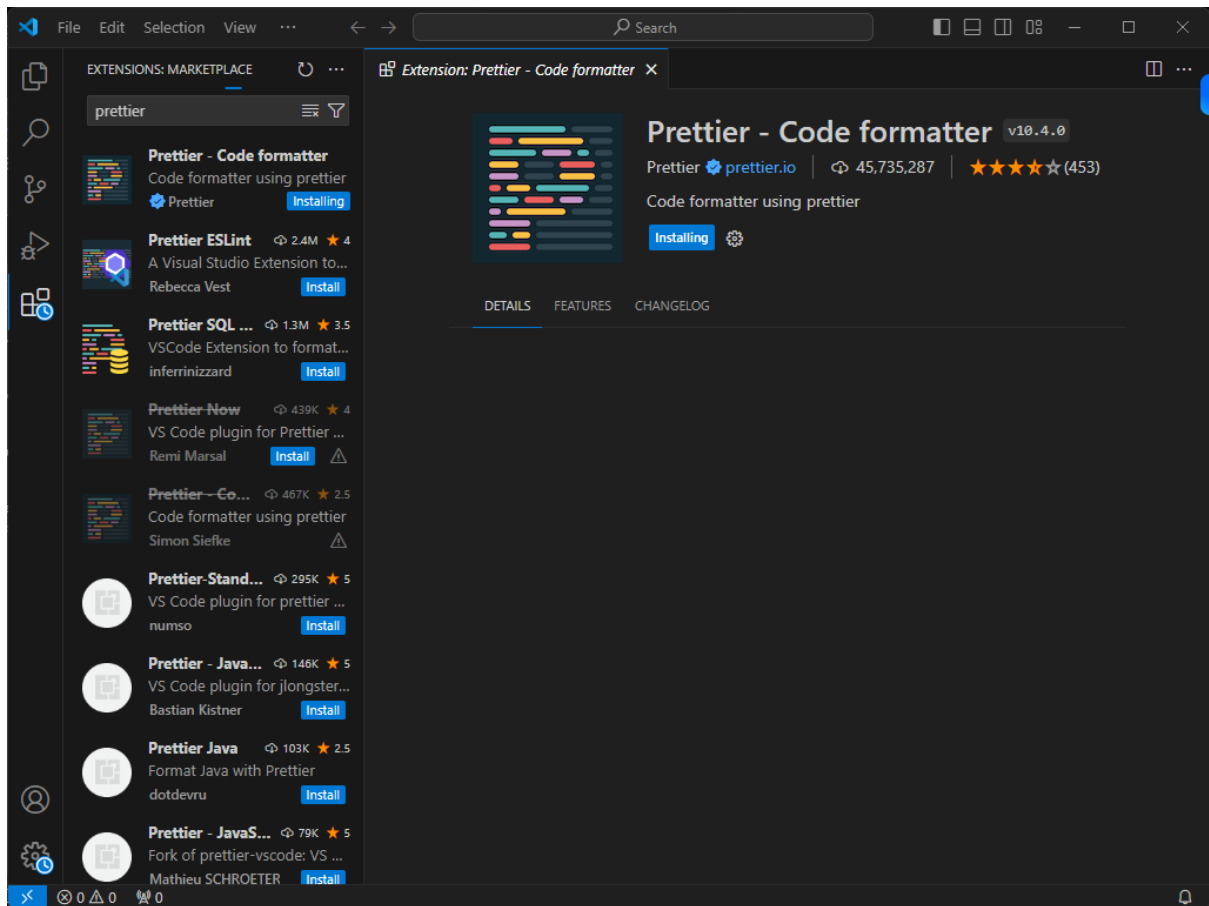 File Edit Selection View ··· Search
EXTENSIONS: MARKETPLACE
Extension: Prettier - Code formatter
prettier
Prettier - Code formatter
Code formatter using prettier
Prettier Installing
Prettier ESLint 2.4M ★ 4
A Visual Studio Extension to...
Rebecca Vest Install
Prettier SQL ... 1.3M ★ 3.5
VSCode Extension to format...
inferrinizzard Install
Prettier Now 439K ★ 4
VS Code plugin for Prettier ...
Remi Marsal Install
Prettier - Co... 467K ★ 2.5
Code formatter using prettier
Simon Siefke
Prettier-Stand... 295K ★ 5
VS Code plugin for prettier ...
numso Install
Prettier - Java... 146K ★ 5
VS Code plugin for jlongster...
Bastian Kistner Install
Prettier Java 103K ★ 2.5
Format Java with Prettier
dotdevru Install
Prettier - JavaS... 79K ★ 5
Fork of prettier-vscode: VS ...
Mathieu SCHROETER Install
Prettier - Code formatter v10.4.0
Prettier prettier.io 45,735,287 (453)
Code formatter using prettier
Installing
DETAILS FEATURES CHANGELOG
0 0 0